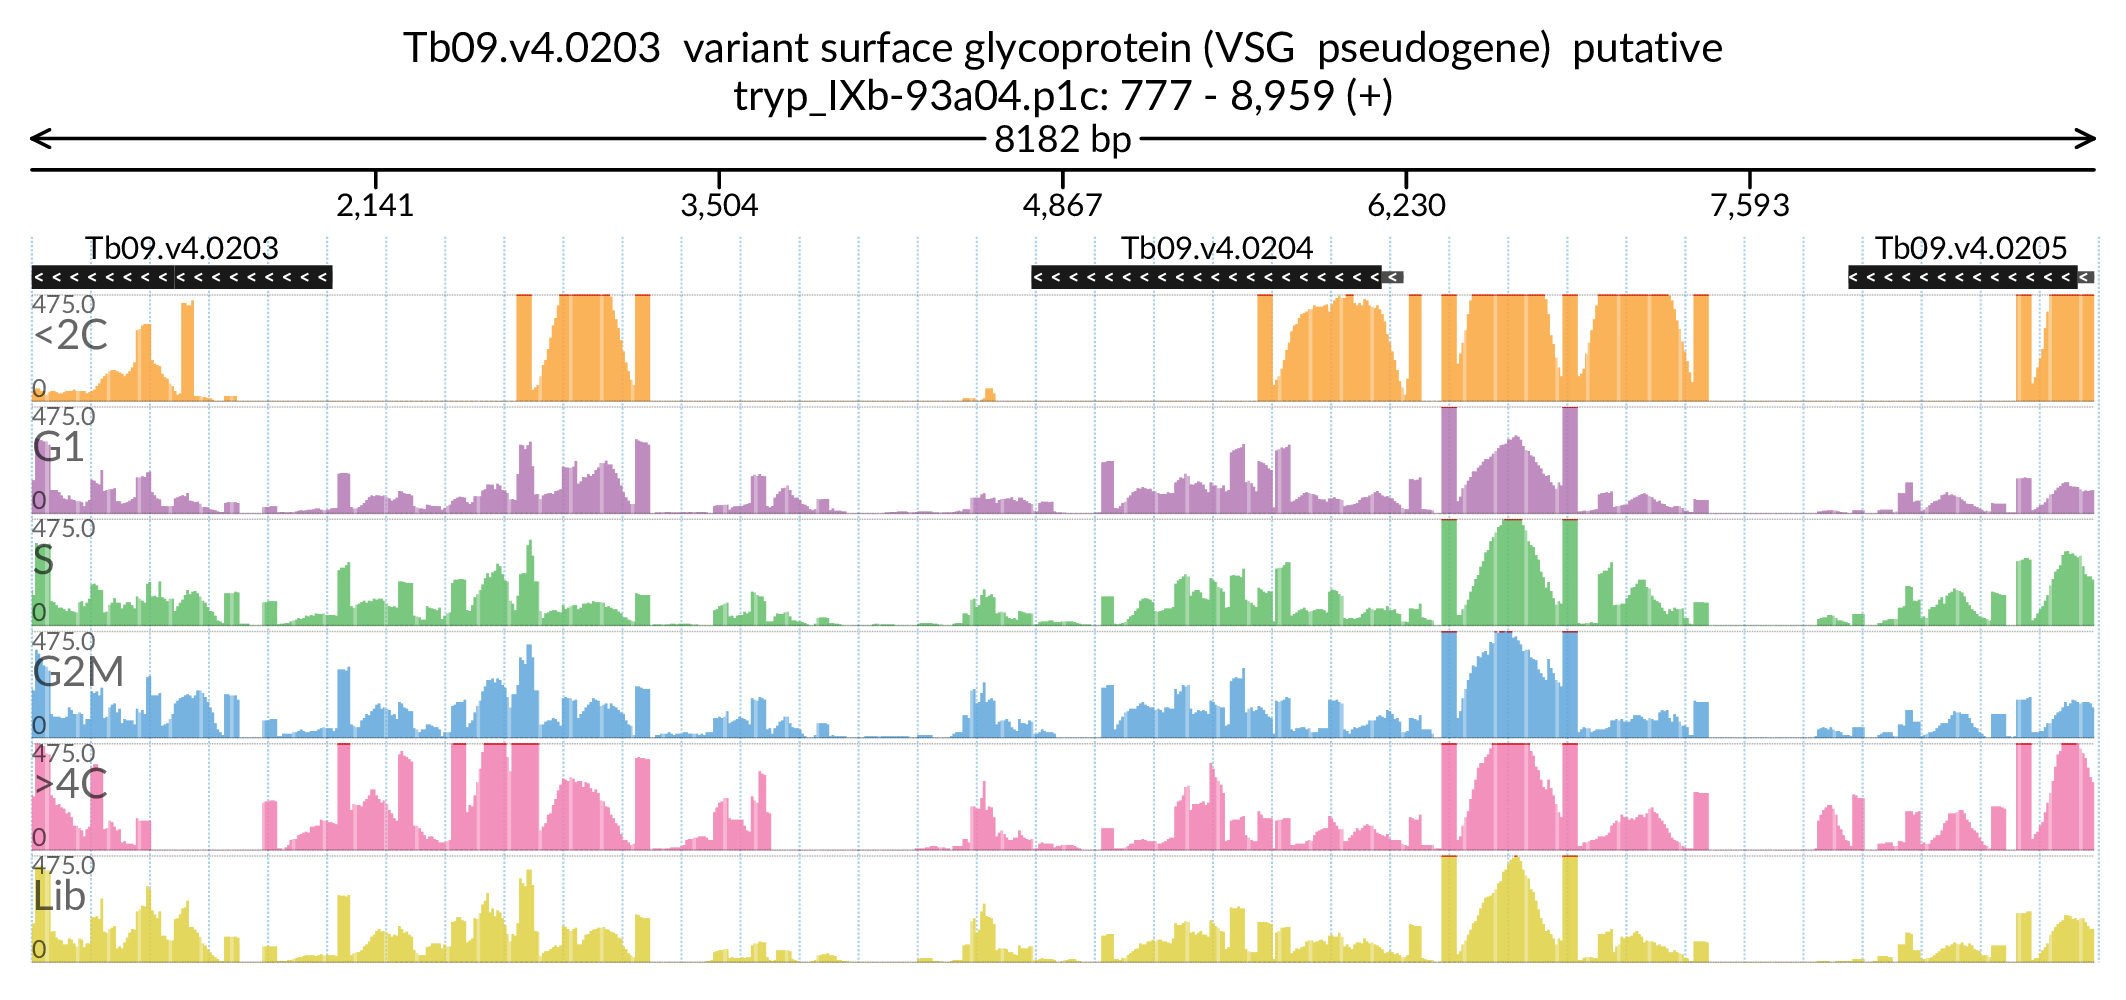 Tb09.v4.0203 variant surface glycoprotein (VSG pseudogene) putative
tryp_IXb-93a04.p1c: 777 - 8,959 (+)
8182 bp
2,141 3,504 4,867 6,230 7,593
Tb09.v4.0203 Tb09.v4.0204 Tb09.v4.0205
475.0
<2C
0
475.0
G1
0
475.0
S
0
475.0
G2M
0
475.0
>4C
0
475.0
Lib
0